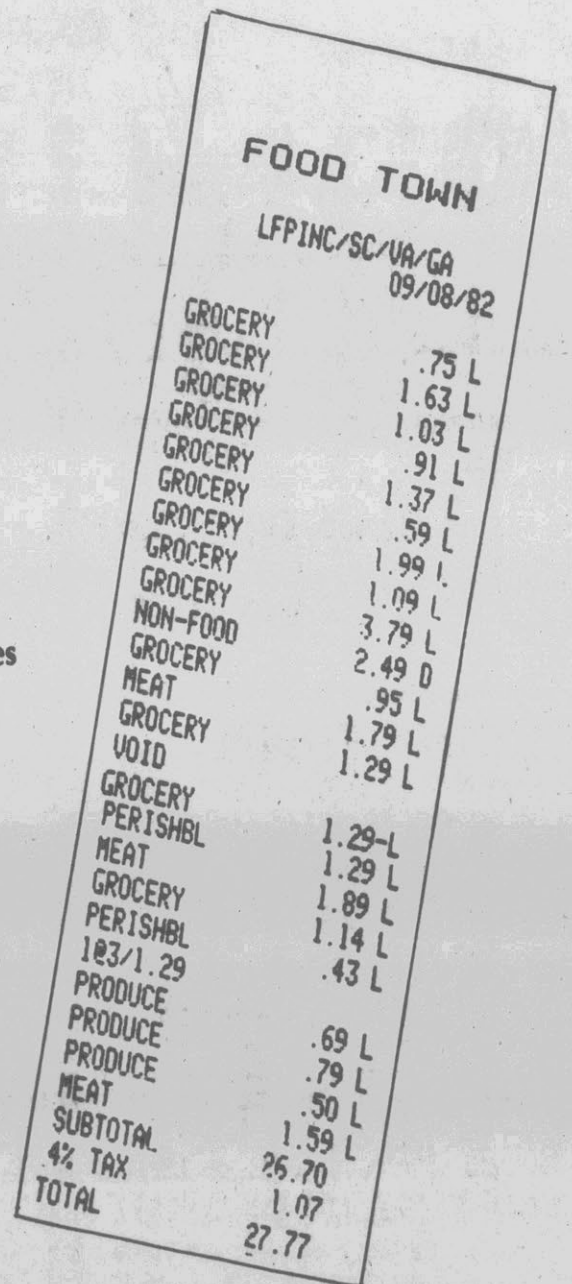 FOOD TOWN
LFPINC/SC/VA/GA
09/08/82
GROCERY .75 L
GROCERY 1.63 L
GROCERY 1.03 L
GROCERY .91 L
GROCERY 1.37 L
GROCERY .59 L
GROCERY 1.99 L
GROCERY 1.09 L
GROCERY 3.79 L
NON-FOOD 2.49 D
GROCERY .95 L
MEAT 1.79 L
GROCERY 1.29 L
VOID
GROCERY 1.29-L
PERISHBL 1.29 L
MEAT 1.89 L
GROCERY 1.14 L
PERISHBL .43 L
1@3/1.29
PRODUCE .69 L
PRODUCE .79 L
PRODUCE .50 L
MEAT 1.59 L
SUBTOTAL 26.70
4% TAX 1.07
TOTAL 27.77